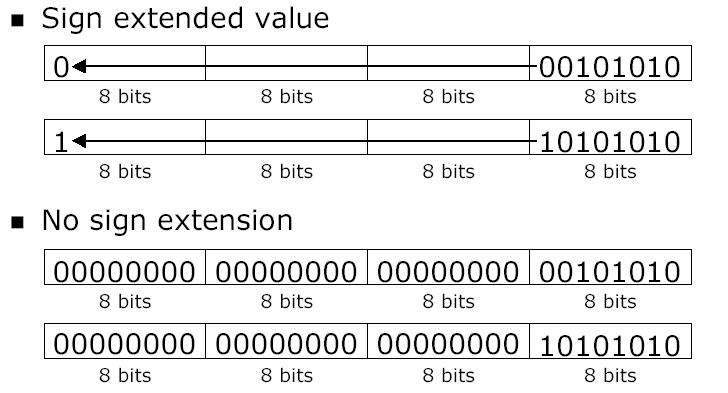 Sign extended value
0 00101010
8 bits 8 bits 8 bits 8 bits
1 10101010
8 bits 8 bits 8 bits 8 bits
No sign extension
00000000 00000000 00000000 00101010
8 bits 8 bits 8 bits 8 bits
00000000 00000000 00000000 10101010
8 bits 8 bits 8 bits 8 bits